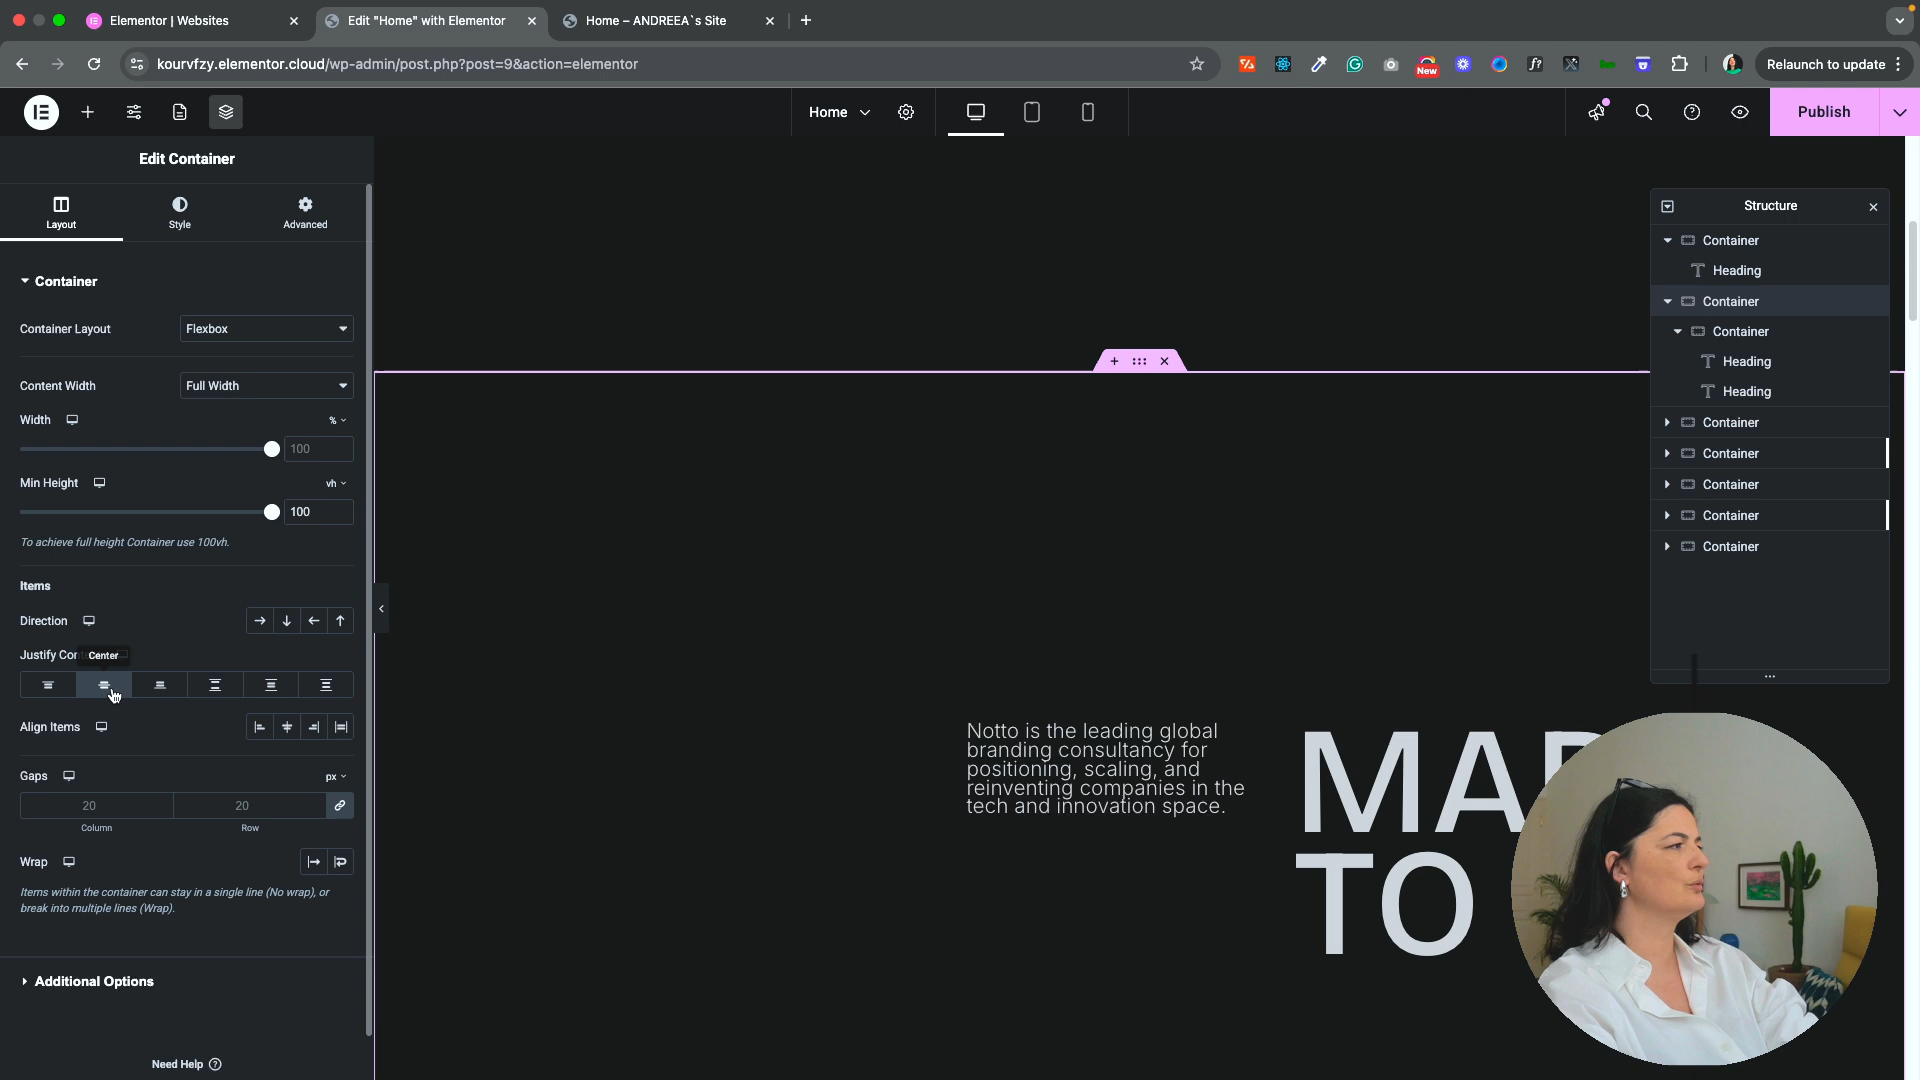 Elementor | Websites
Edit "Home" with Elementor
Home – ANDREEA`s Site
kourvfzy.elementor.cloud/wp-admin/post.php?post=9&action=elementor
New
f?
Relaunch to update
Home
Publish
Edit Container
Layout
Style
Advanced
Container
Container Layout
Flexbox
Content Width
Full Width
Width
%
100
Min Height
vh
100
To achieve full height Container use 100vh.
Items
Direction
Justify Con
Center
Align Items
Gaps
px
20
20
Column
Row
Wrap
Items within the container can stay in a single line (No wrap), or
break into multiple lines (Wrap).
Additional Options
Need Help
Notto is the leading global
branding consultancy for
positioning, scaling, and
reinventing companies in the
tech and innovation space.
TO
Structure
Container
Heading
Container
Container
Heading
Heading
Container
Container
Container
Container
Container